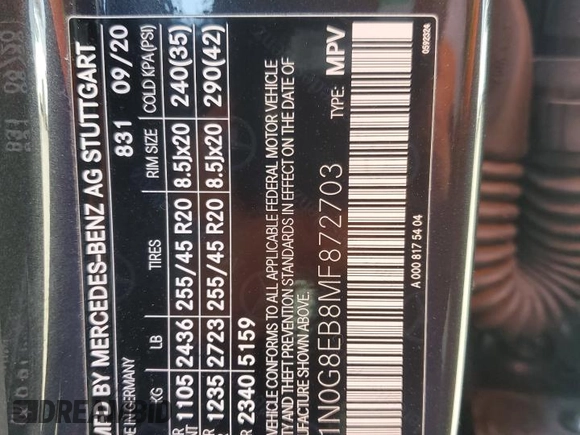 MED BY MERCEDES-BENZ AG STUTTGART
DE IN GERMANY 831 09/20
KG LB TIRES RIM SIZE COLD KPA(PSI)
1105 2436 255/45 R20 8.5Jx20 240(35)
1235 2723 255/45 R20 8.5Jx20 290(42)
2340 5159
VEHICLE CONFORMS TO ALL APPLICABLE FEDERAL MOTOR VEHICLE
AND THEFT PREVENTION STANDARDS IN EFFECT ON THE DATE OF
FACTURE SHOWN ABOVE.
1N0G8EB8MF872703 TYPE: MPV
A 000 817 54 04
0592324
DREAMBID